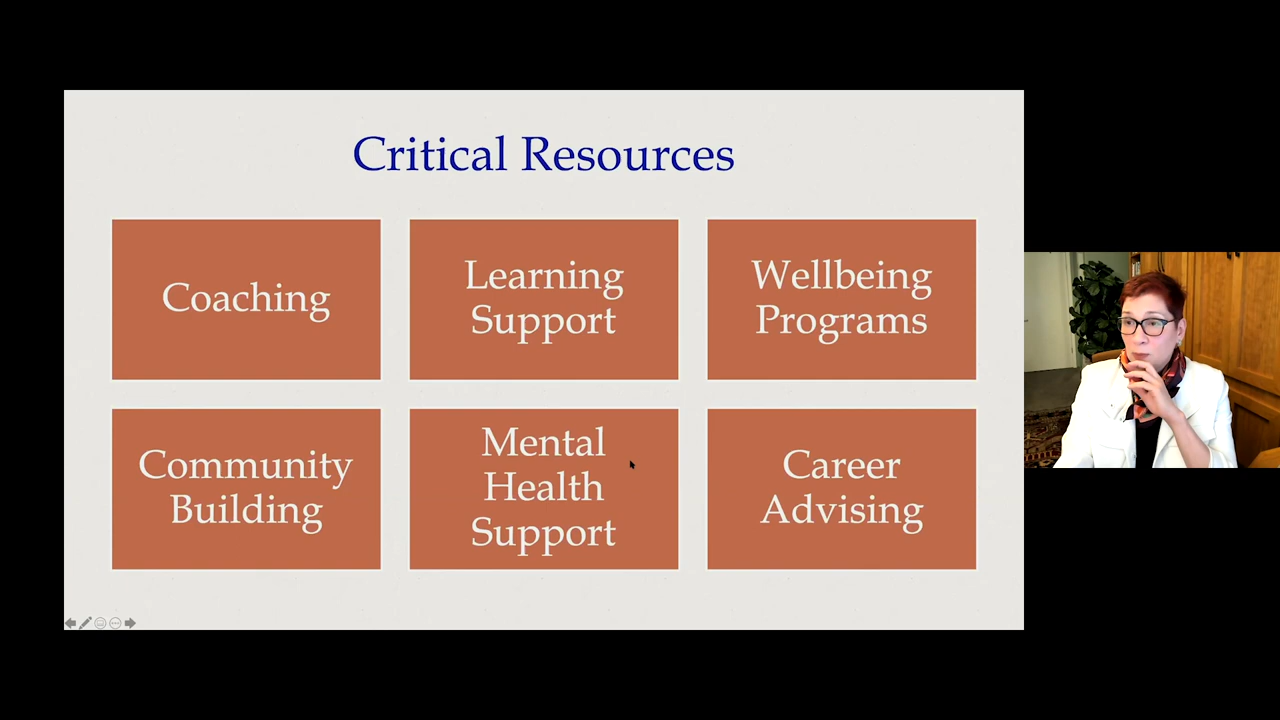 Critical Resources
Coaching
Learning
Support
Wellbeing
Programs
Community
Building
Mental
Health
Support
Career
Advising